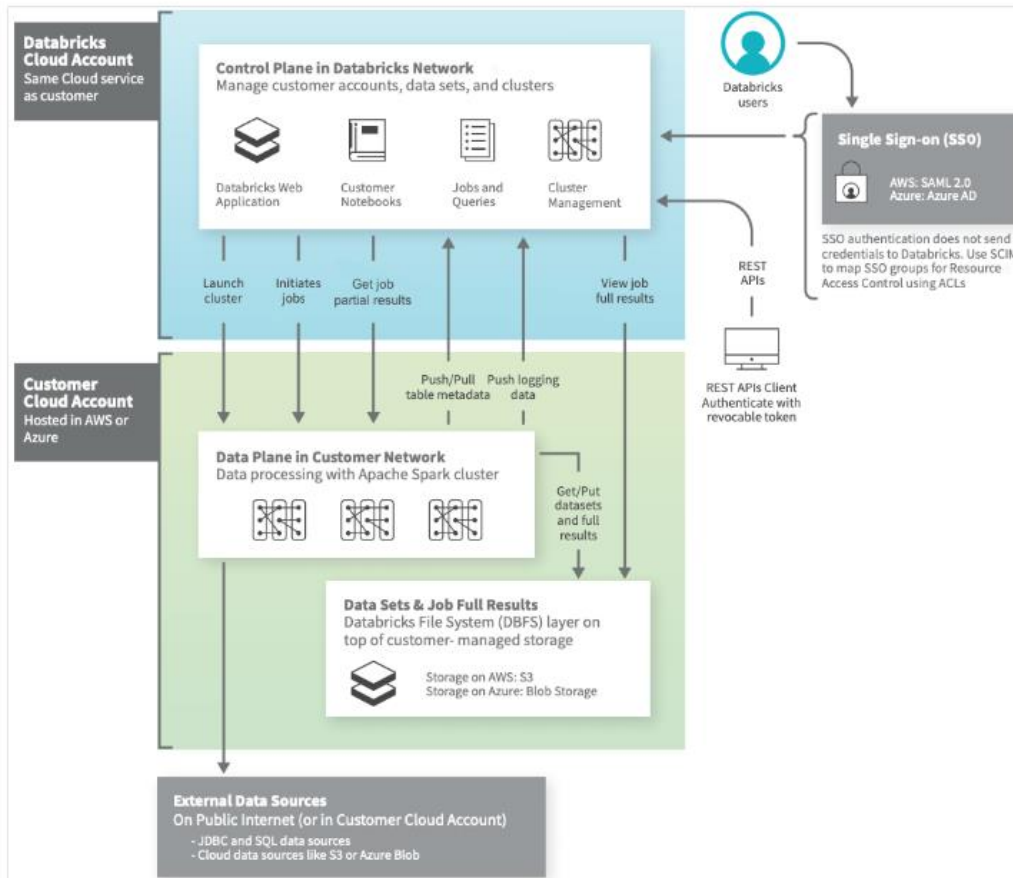 Databricks
Cloud Account
Same Cloud service
as customer
Control Plane in Databricks Network
Manage customer accounts, data sets, and clusters
Databricks Web
Application
Customer
Notebooks
Jobs and
Queries
Cluster
Management
Databricks
users
Single Sign-on (SSO)
AWS: SAML 2.0
Azure: Azure AD
SSO authentication does not send
credentials to Databricks. Use SCIM
to map SSO groups for Resource
Access Control using ACLs
Launch
cluster
Initiates
jobs
Get job
partial results
View job
full results
REST
APIs
REST APIs Client
Authenticate with
revocable token
Customer
Cloud Account
Hosted in AWS or
Azure
Push/Pull
table metadata
Push logging
data
Data Plane in Customer Network
Data processing with Apache Spark cluster
Get/Put
datasets
and full
results
Data Sets & Job Full Results
Databricks File System (DBFS) layer on
top of customer- managed storage
Storage on AWS: S3
Storage on Azure: Blob Storage
External Data Sources
On Public Internet (or in Customer Cloud Account)
- JDBC and SQL data sources
- Cloud data sources like S3 or Azure Blob